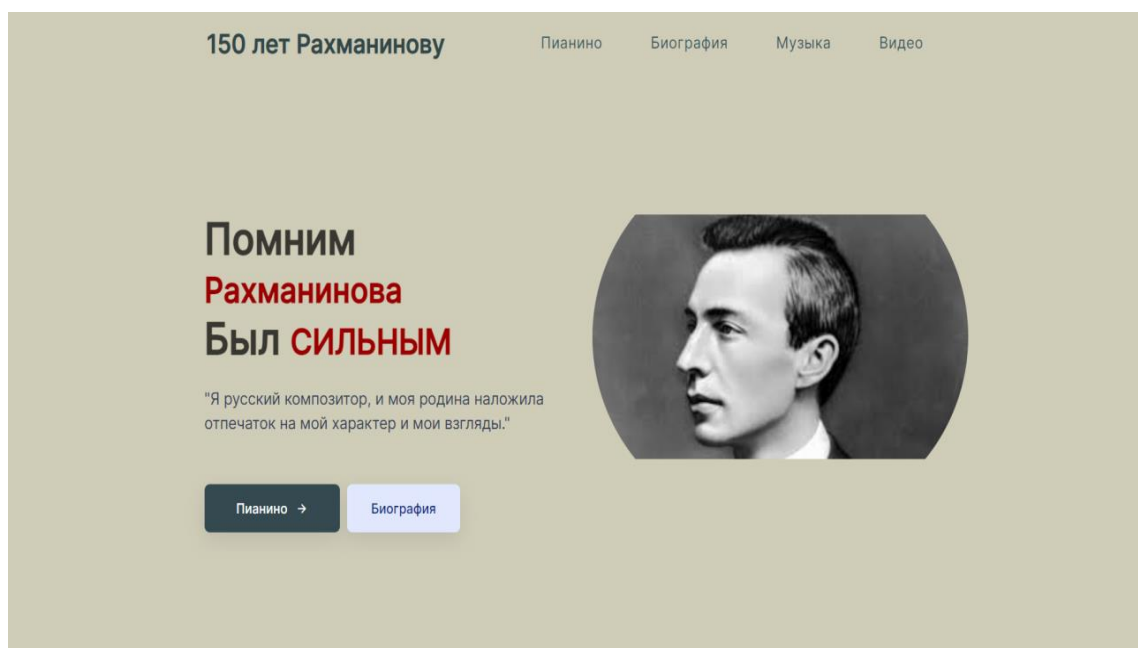 150 лет Рахманинову
Пианино
Биография
Музыка
Видео
Помним
Рахманинова
Был сильным
"Я русский композитор, и моя родина наложила
отпечаток на мой характер и мои взгляды."
Пианино →
Биография